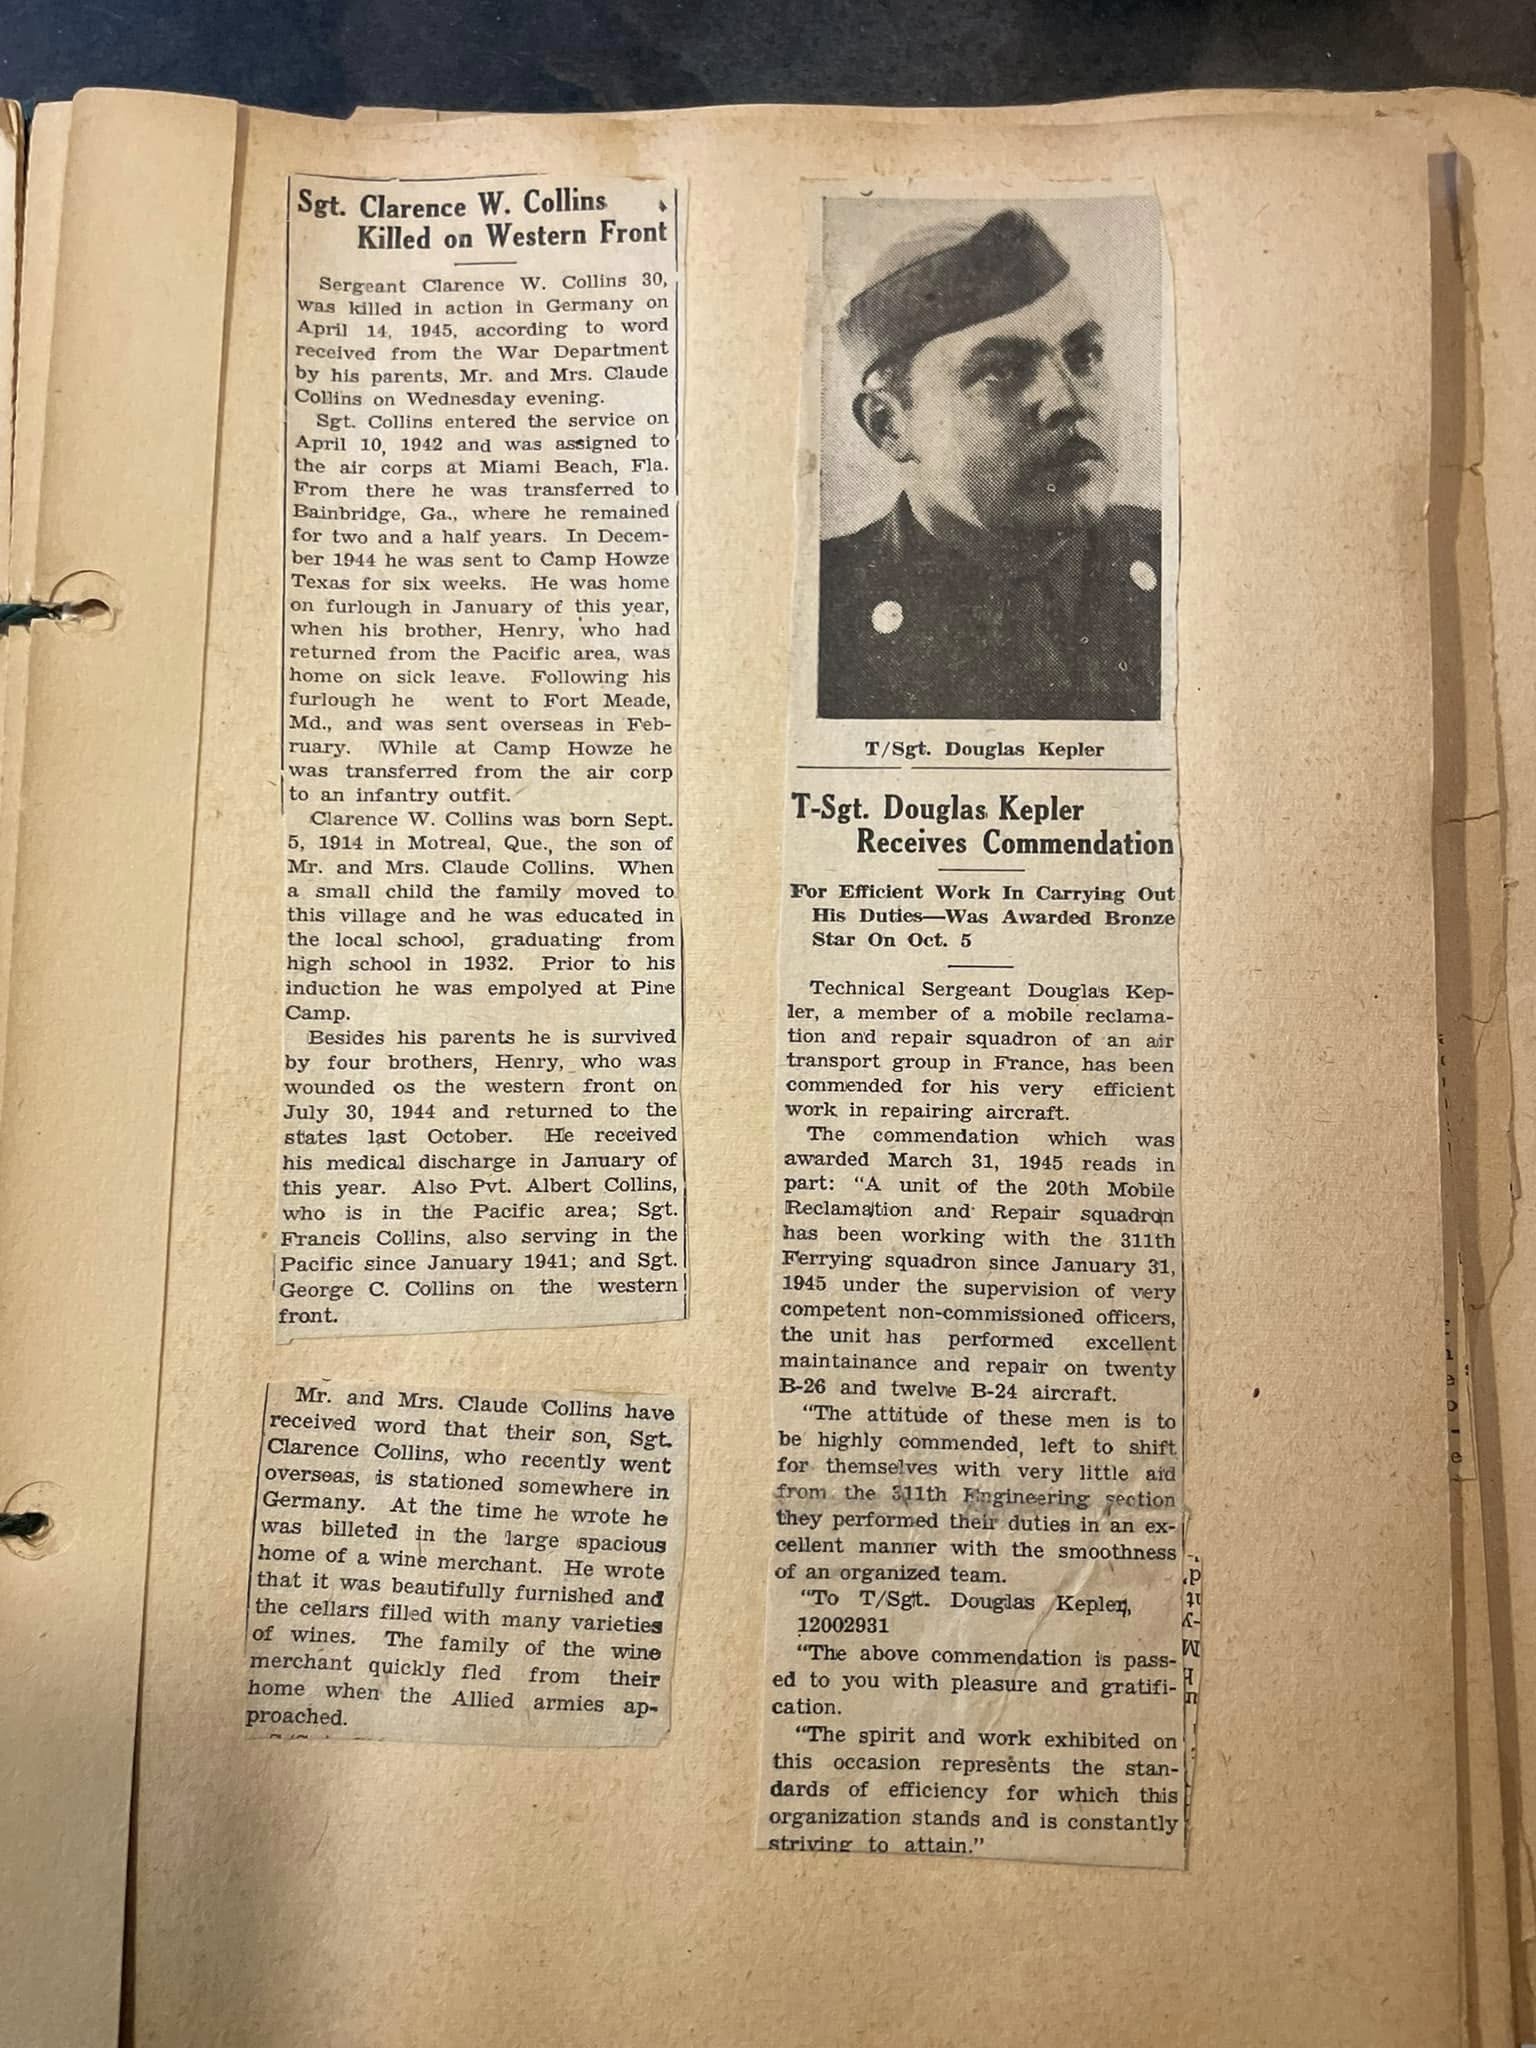 Sgt. Clarence W. Collins
Killed on Western Front
Sergeant Clarence W. Collins 30,
was killed in action in Germany on
April 14, 1945, according to word
received from the War Department
by his parents, Mr. and Mrs. Claude
Collins on Wednesday evening.
Sgt. Collins entered the service on
April 10, 1942 and was assigned to
the air corps at Miami Beach, Fla.
From there he was transferred to
Bainbridge, Ga., where he remained
for two and a half years. In Decem-
ber 1944 he was sent to Camp Howze
Texas for six weeks. He was home
on furlough in January of this year,
when his brother, Henry, who had
returned from the Pacific area, was
home on sick leave. Following his
furlough he went to Fort Meade,
Md., and was sent overseas in Feb-
ruary. While at Camp Howze he
was transferred from the air corp
to an infantry outfit.
Clarence W. Collins was born Sept.
5, 1914 in Motreal, Que., the son of
Mr. and Mrs. Claude Collins. When
a small child the family moved to
this village and he was educated in
the local school, graduating from
high school in 1932. Prior to his
induction he was empolyed at Pine
Camp.
Besides his parents he is survived
by four brothers, Henry, who was
wounded os the western front on
July 30, 1944 and returned to the
states last October. He received
his medical discharge in January of
this year. Also Pvt. Albert Collins,
who is in the Pacific area; Sgt.
Francis Collins, also serving in the
Pacific since January 1941; and Sgt.
George C. Collins on the western
front.
Mr. and Mrs. Claude Collins have
received word that their son, Sgt.
Clarence Collins, who recently went
overseas, is stationed somewhere in
Germany. At the time he wrote he
was billeted in the large spacious
home of a wine merchant. He wrote
that it was beautifully furnished and
the cellars filled with many varieties
of wines. The family of the wine
merchant quickly fled from their
home when the Allied armies ap-
proached.
T/Sgt. Douglas Kepler
T-Sgt. Douglas Kepler
Receives Commendation
For Efficient Work In Carrying Out
His Duties—Was Awarded Bronze
Star On Oct. 5
Technical Sergeant Douglas Kep-
ler, a member of a mobile reclama-
tion and repair squadron of an air
transport group in France, has been
commended for his very efficient
work in repairing aircraft.
The commendation which was
awarded March 31, 1945 reads in
part: "A unit of the 20th Mobile
Reclamation and Repair squadron
has been working with the 311th
Ferrying squadron since January 31,
1945 under the supervision of very
competent non-commissioned officers,
the unit has performed excellent
maintainance and repair on twenty
B-26 and twelve B-24 aircraft.
"The attitude of these men is to
be highly commended, left to shift
for themselves with very little aid
from the 311th Engineering section
they performed their duties in an ex-
cellent manner with the smoothness
of an organized team.
"To T/Sgt. Douglas Kepler,
12002931
"The above commendation is pass-
ed to you with pleasure and gratifi-
cation.
"The spirit and work exhibited on
this occasion represents the stan-
dards of efficiency for which this
organization stands and is constantly
striving to attain."